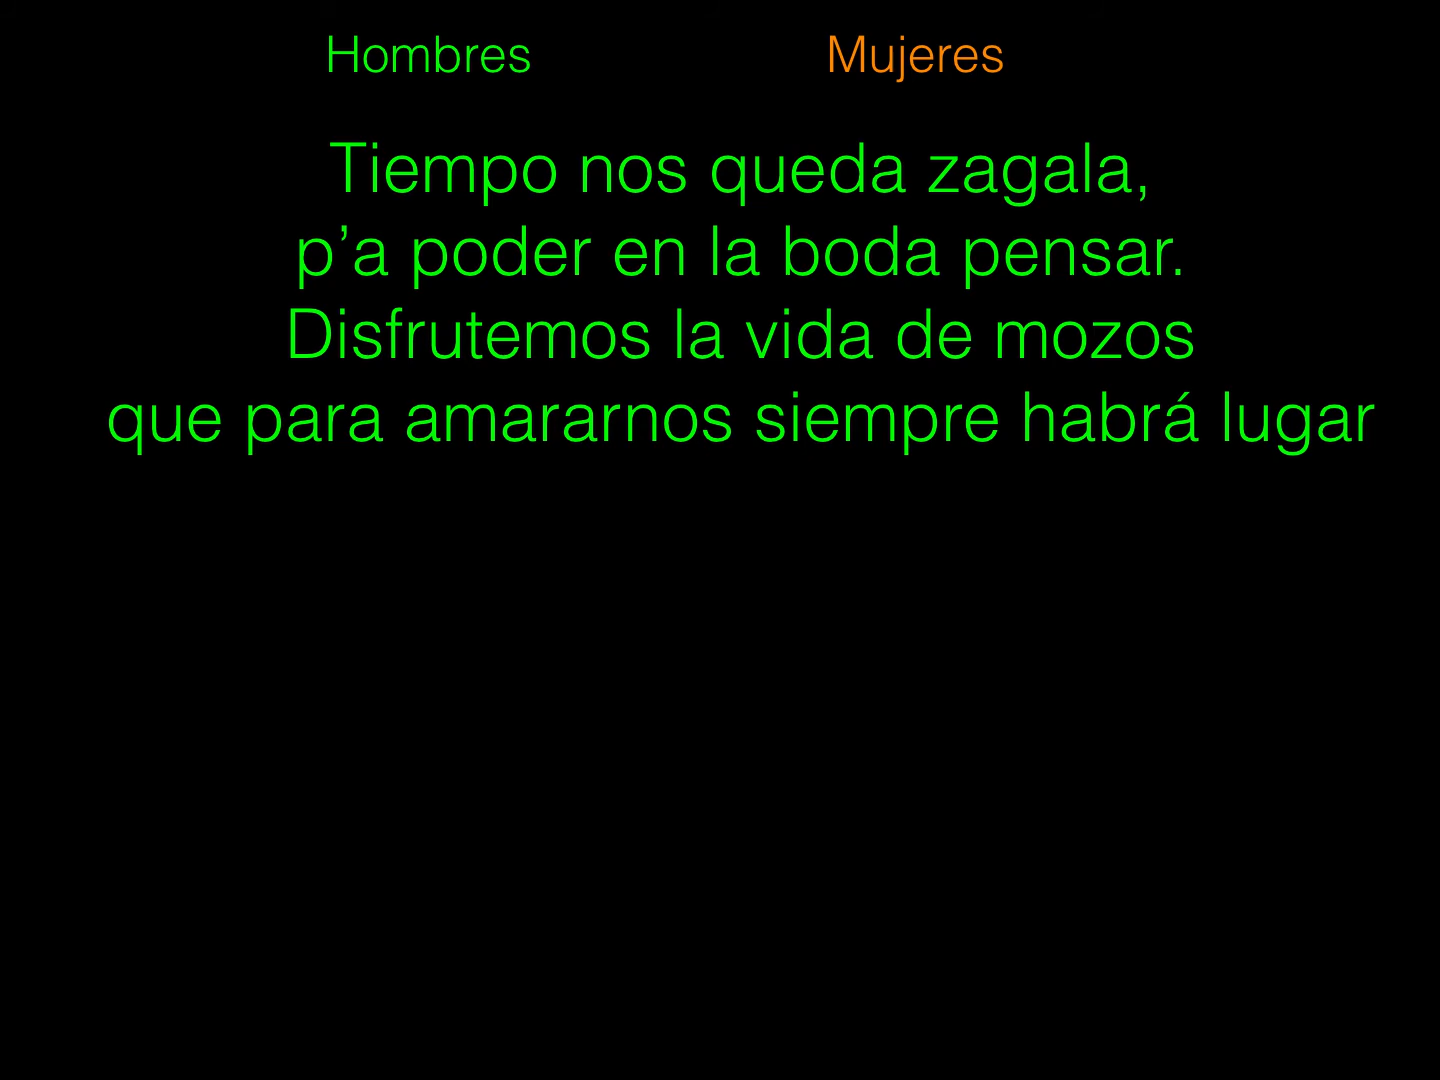 Hombres Mujeres
Tiempo nos queda zagala,
p’a poder en la boda pensar.
Disfrutemos la vida de mozos
que para amararnos siempre habrá lugar